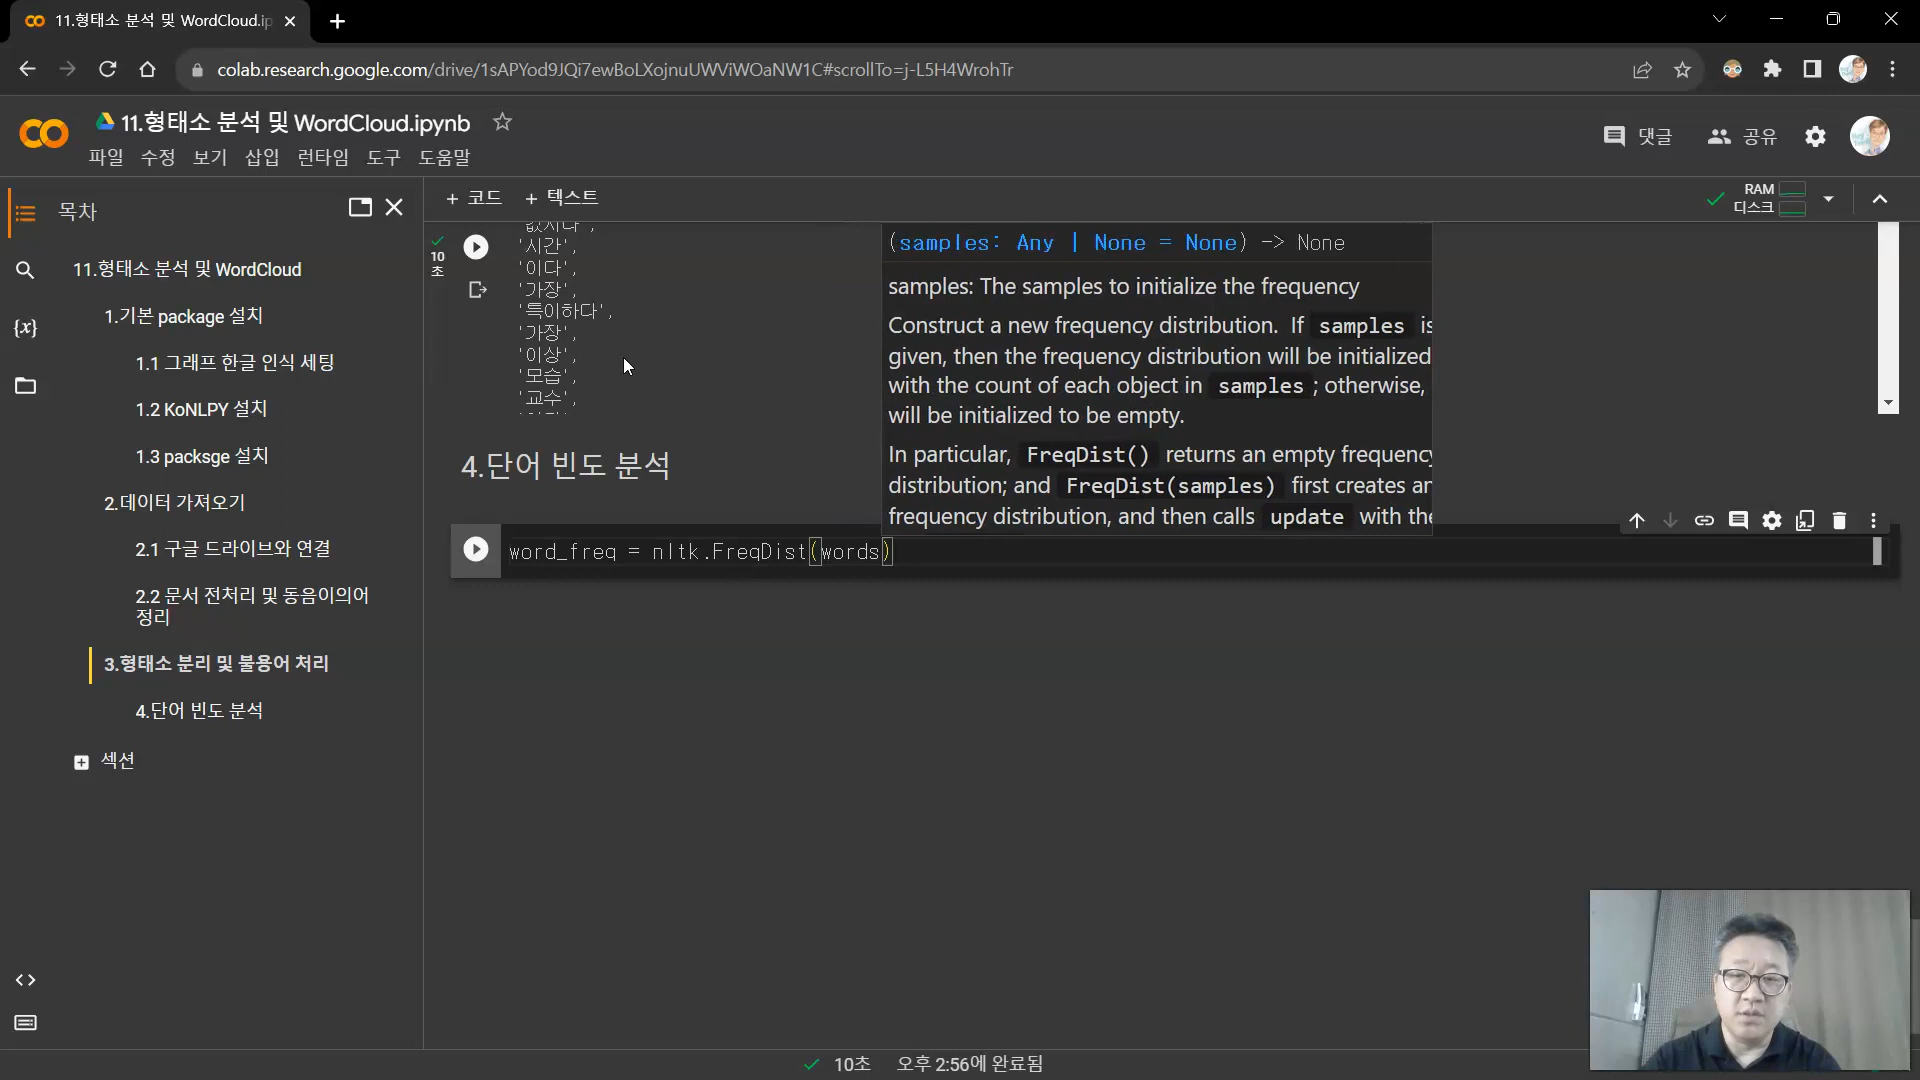 11.형태소 분석 및 WordCloud.ip
colab.research.google.com/drive/1sAPYod9JQi7ewBoLXojnuUWViWOaNW1C#scrollTo=j-L5H4WrohTr
11.형태소 분석 및 WordCloud.ipynb
댓글
공유
파일 수정 보기 삽입 런타임 도구 도움말
목차
+ 코드 + 텍스트
RAM
디스크
11.형태소 분석 및 WordCloud
1.기본 package 설치
1.1 그래프 한글 인식 세팅
1.2 KoNLPY 설치
1.3 packsge 설치
2.데이터 가져오기
2.1 구글 드라이브와 연결
2.2 문서 전처리 및 동음이의어
정리
3.형태소 분리 및 불용어 처리
4.단어 빈도 분석
섹션
{x}
10
초
'시간',
'이다',
'가장',
'특이하다',
'가장',
'이상',
'모습',
'교수',
(samples: Any | None = None) -> None
samples: The samples to initialize the frequency
Construct a new frequency distribution. If samples is
given, then the frequency distribution will be initialized
with the count of each object in samples; otherwise,
will be initialized to be empty.
In particular, FreqDist() returns an empty frequency
distribution; and FreqDist(samples) first creates an
frequency distribution, and then calls update with the
4.단어 빈도 분석
word_freq = nltk.FreqDist(words)
10초 오후 2:56에 완료됨